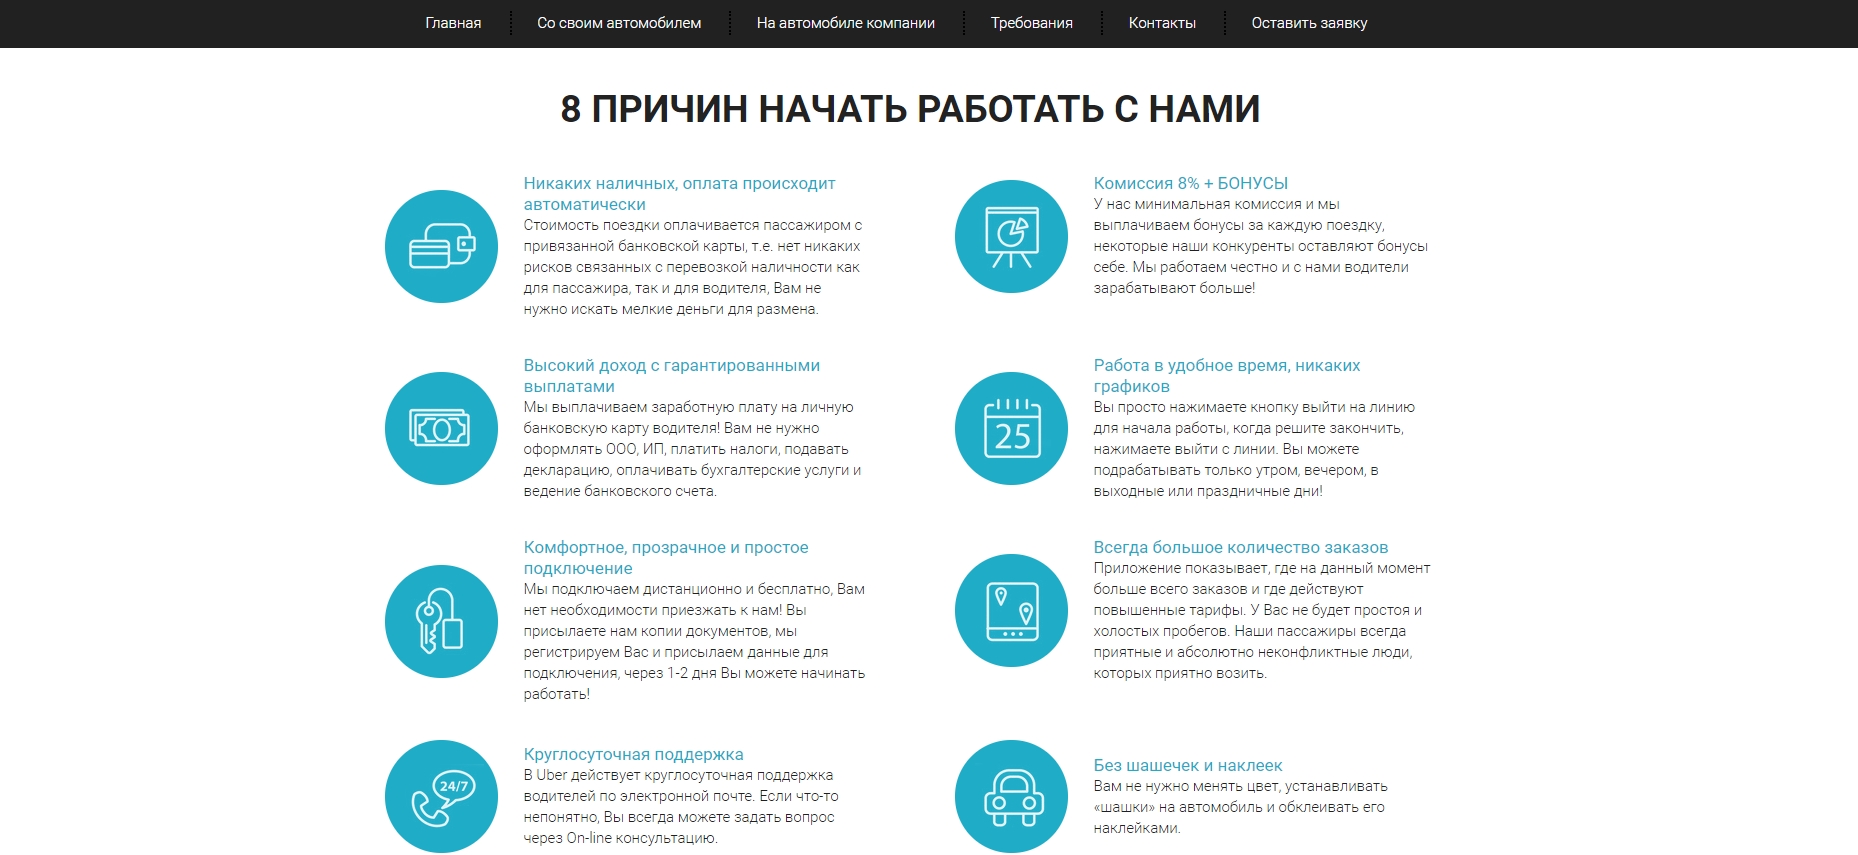 Главная
Со своим автомобилем
На автомобиле компании
Требования
Контакты
Оставить заявку
8 ПРИЧИН НАЧАТЬ РАБОТАТЬ С НАМИ
Никаких наличных, оплата происходит
автоматически
Стоимость поездки оплачивается пассажиром с
привязанной банковской карты, т.е. нет никаких
рисков связанных с перевозкой наличности как
для пассажира, так и для водителя, Вам не
нужно искать мелкие деньги для размена.
Комиссия 8% + БОНУСЫ
У нас минимальная комиссия и мы
выплачиваем бонусы за каждую поездку,
некоторые наши конкуренты оставляют бонусы
себе. Мы работаем честно и с нами водители
зарабатывают больше!
Высокий доход с гарантированными
выплатами
Мы выплачиваем заработную плату на личную
банковскую карту водителя! Вам не нужно
оформлять ООО, ИП, платить налоги, подавать
декларацию, оплачивать бухгалтерские услуги и
ведение банковского счета.
25
Работа в удобное время, никаких
графиков
Вы просто нажимаете кнопку выйти на линию
для начала работы, когда решите закончить,
нажимаете выйти с линии. Вы можете
подрабатывать только утром, вечером, в
выходные или праздничные дни!
Комфортное, прозрачное и простое
подключение
Мы подключаем дистанционно и бесплатно, Вам
нет необходимости приезжать к нам! Вы
присылаете нам копии документов, мы
регистрируем Вас и присылаем данные для
подключения, через 1-2 дня Вы можете начинать
работать!
Всегда большое количество заказов
Приложение показывает, где на данный момент
больше всего заказов и где действуют
повышенные тарифы. У Вас не будет простоя и
холостых пробегов. Наши пассажиры всегда
приятные и абсолютно неконфликтные люди,
которых приятно возить.
24/7
Круглосуточная поддержка
В Uber действует круглосуточная поддержка
водителей по электронной почте. Если что-то
непонятно, Вы всегда можете задать вопрос
через On-line консультацию.
Без шашечек и наклеек
Вам не нужно менять цвет, устанавливать
«шашки» на автомобиль и обклеивать его
наклейками.